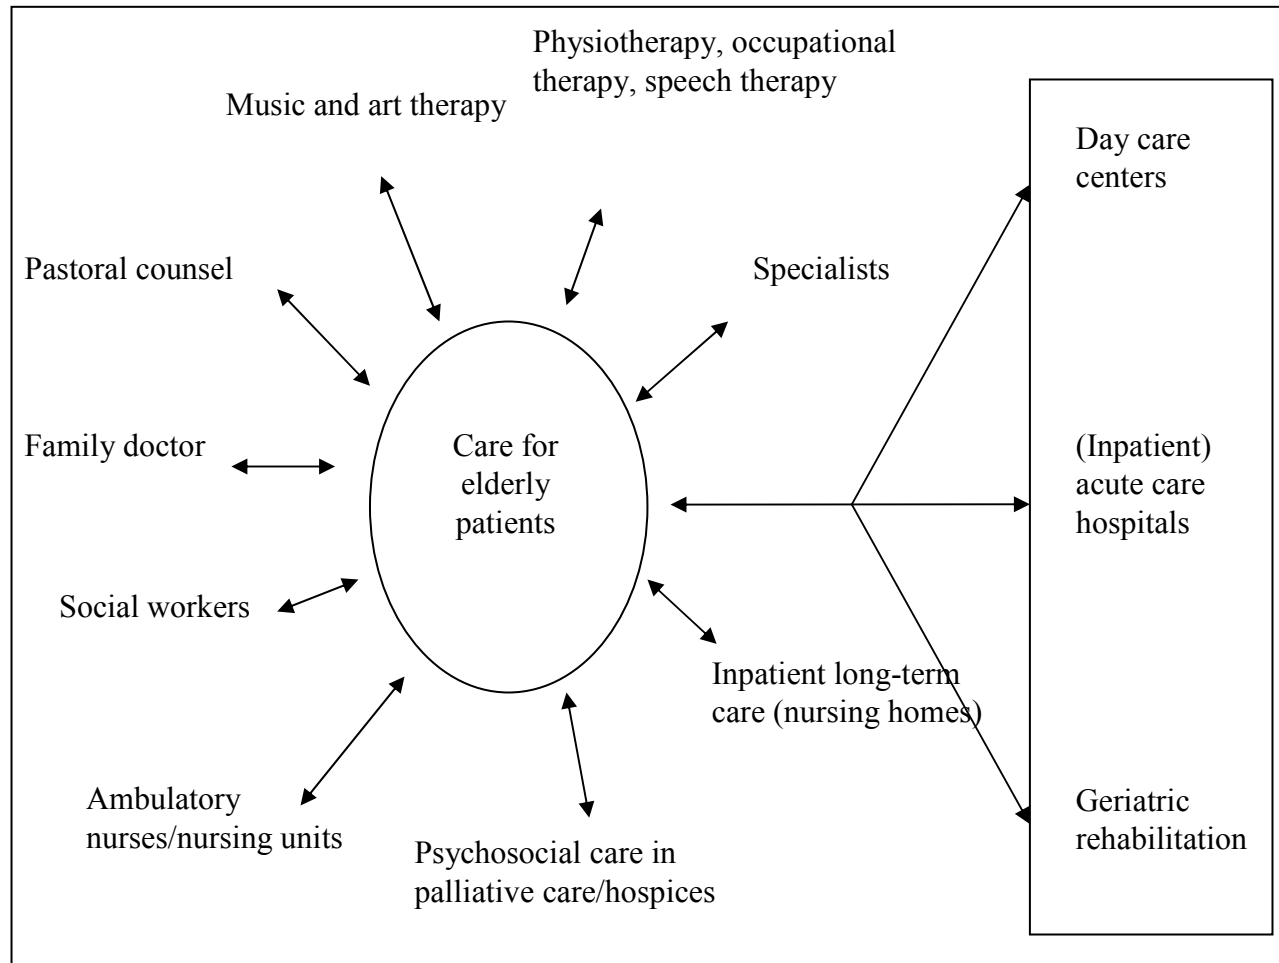 Physiotherapy, occupational
therapy, speech therapy
Music and art therapy
Day care
centers
Pastoral counsel
Specialists
Family doctor
Care for
elderly
patients
(Inpatient)
acute care
hospitals
Social workers
Inpatient long-term
care (nursing homes)
Ambulatory
nurses/nursing units
Psychosocial care in
palliative care/hospices
Geriatric
rehabilitation